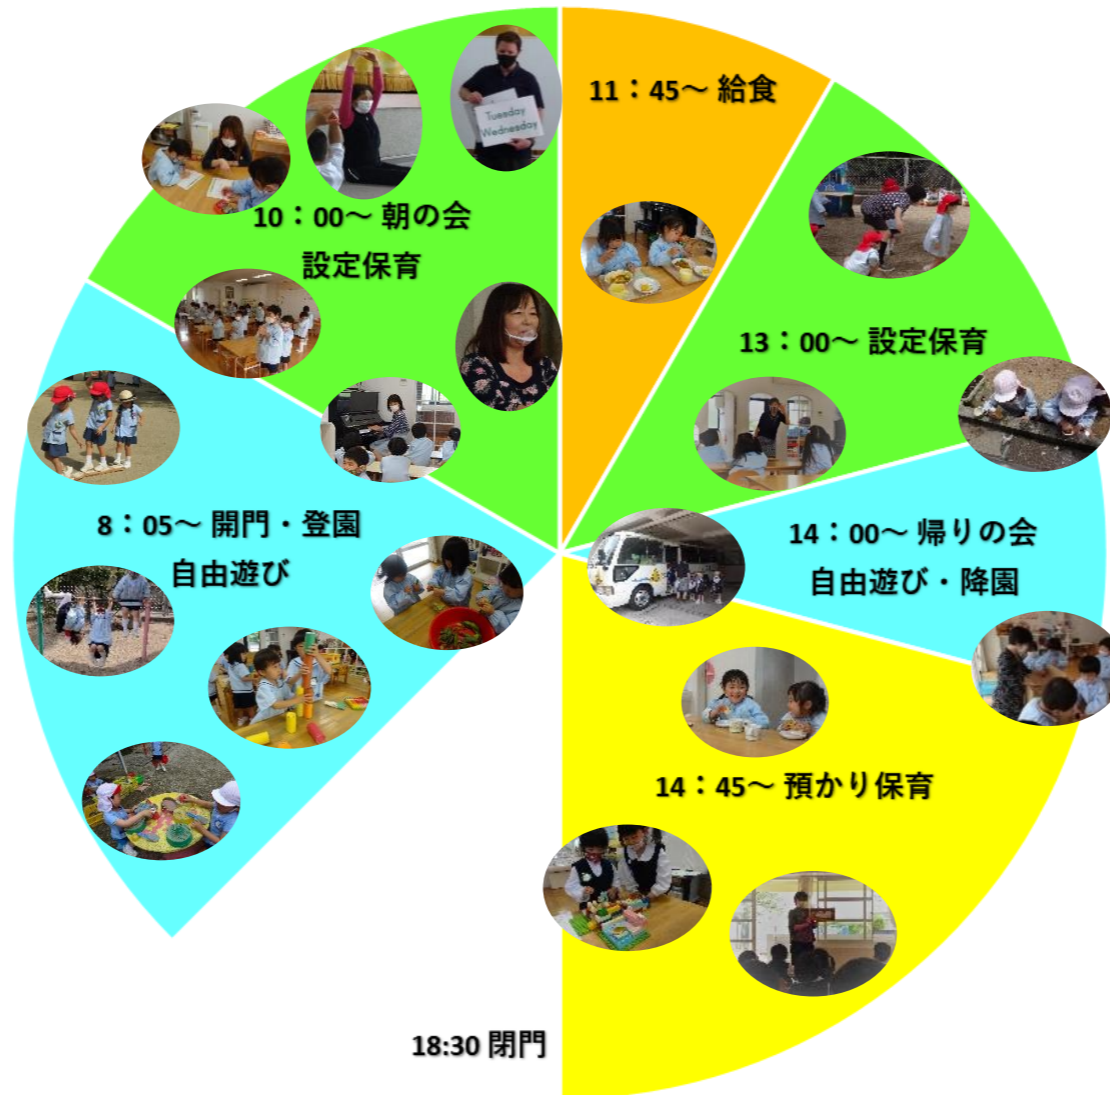 11：45～ 給食
10：00～ 朝の会
設定保育
Tuesday
Wednesday
13：00～ 設定保育
8：05～ 開門・登園
自由遊び
14：00～ 帰りの会
自由遊び・降園
14：45～ 預かり保育
18:30 閉門